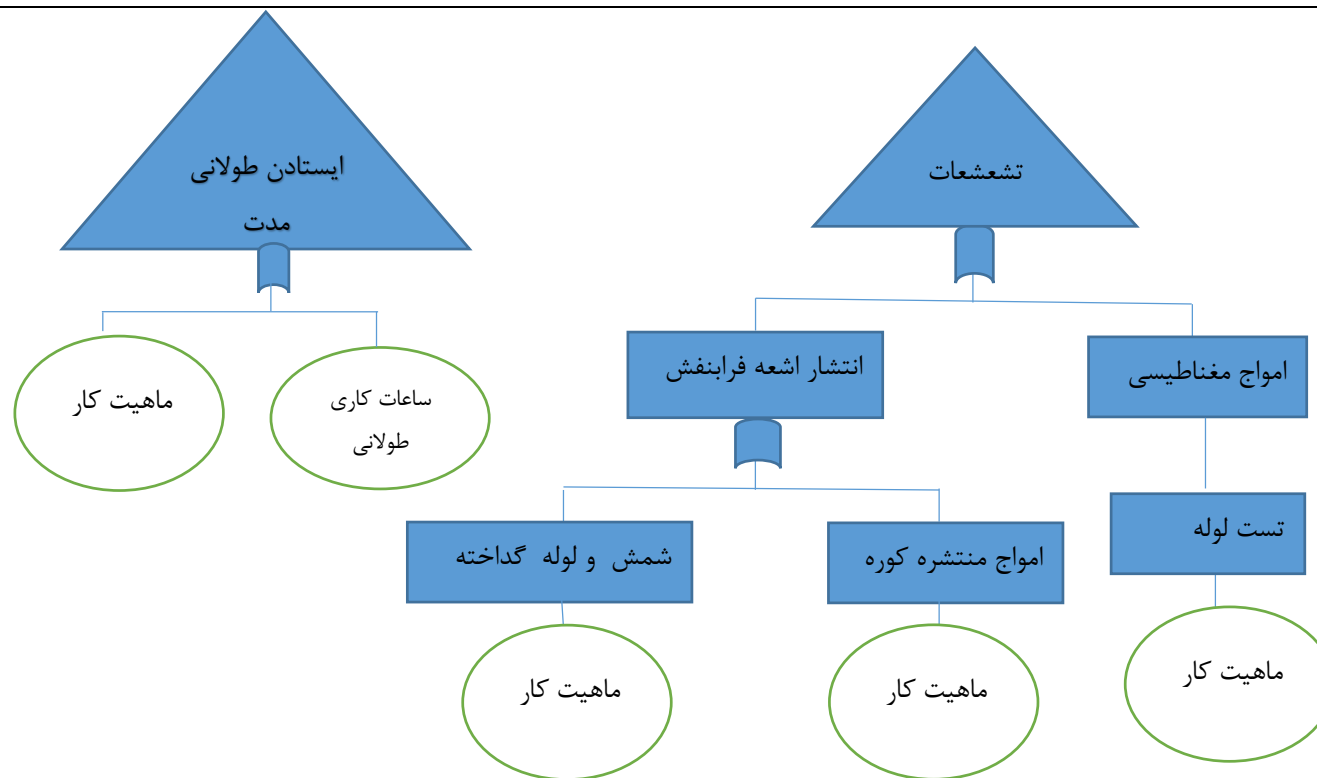 تشعشعات
ایستادن طولانی
مدت
امواج مغناطیسی
انتشار اشعه فرابنفش
ماهیت کار
ساعات کاری
طولانی
تست لوله
امواج منتشره کوره
شمش و لوله گداخته
ماهیت کار
ماهیت کار
ماهیت کار